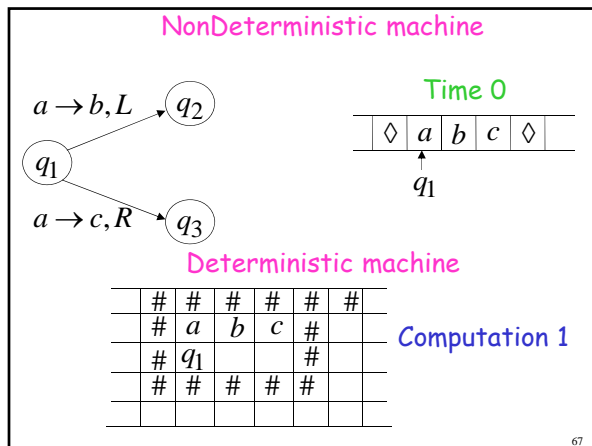 NonDeterministic machine
a → b, L
q2
Time 0
◊ a b c ◊
q1
q1
a → c, R
q3
Deterministic machine
# # # # # #
# a b c #
# q1 #
# # # # #
Computation 1
67